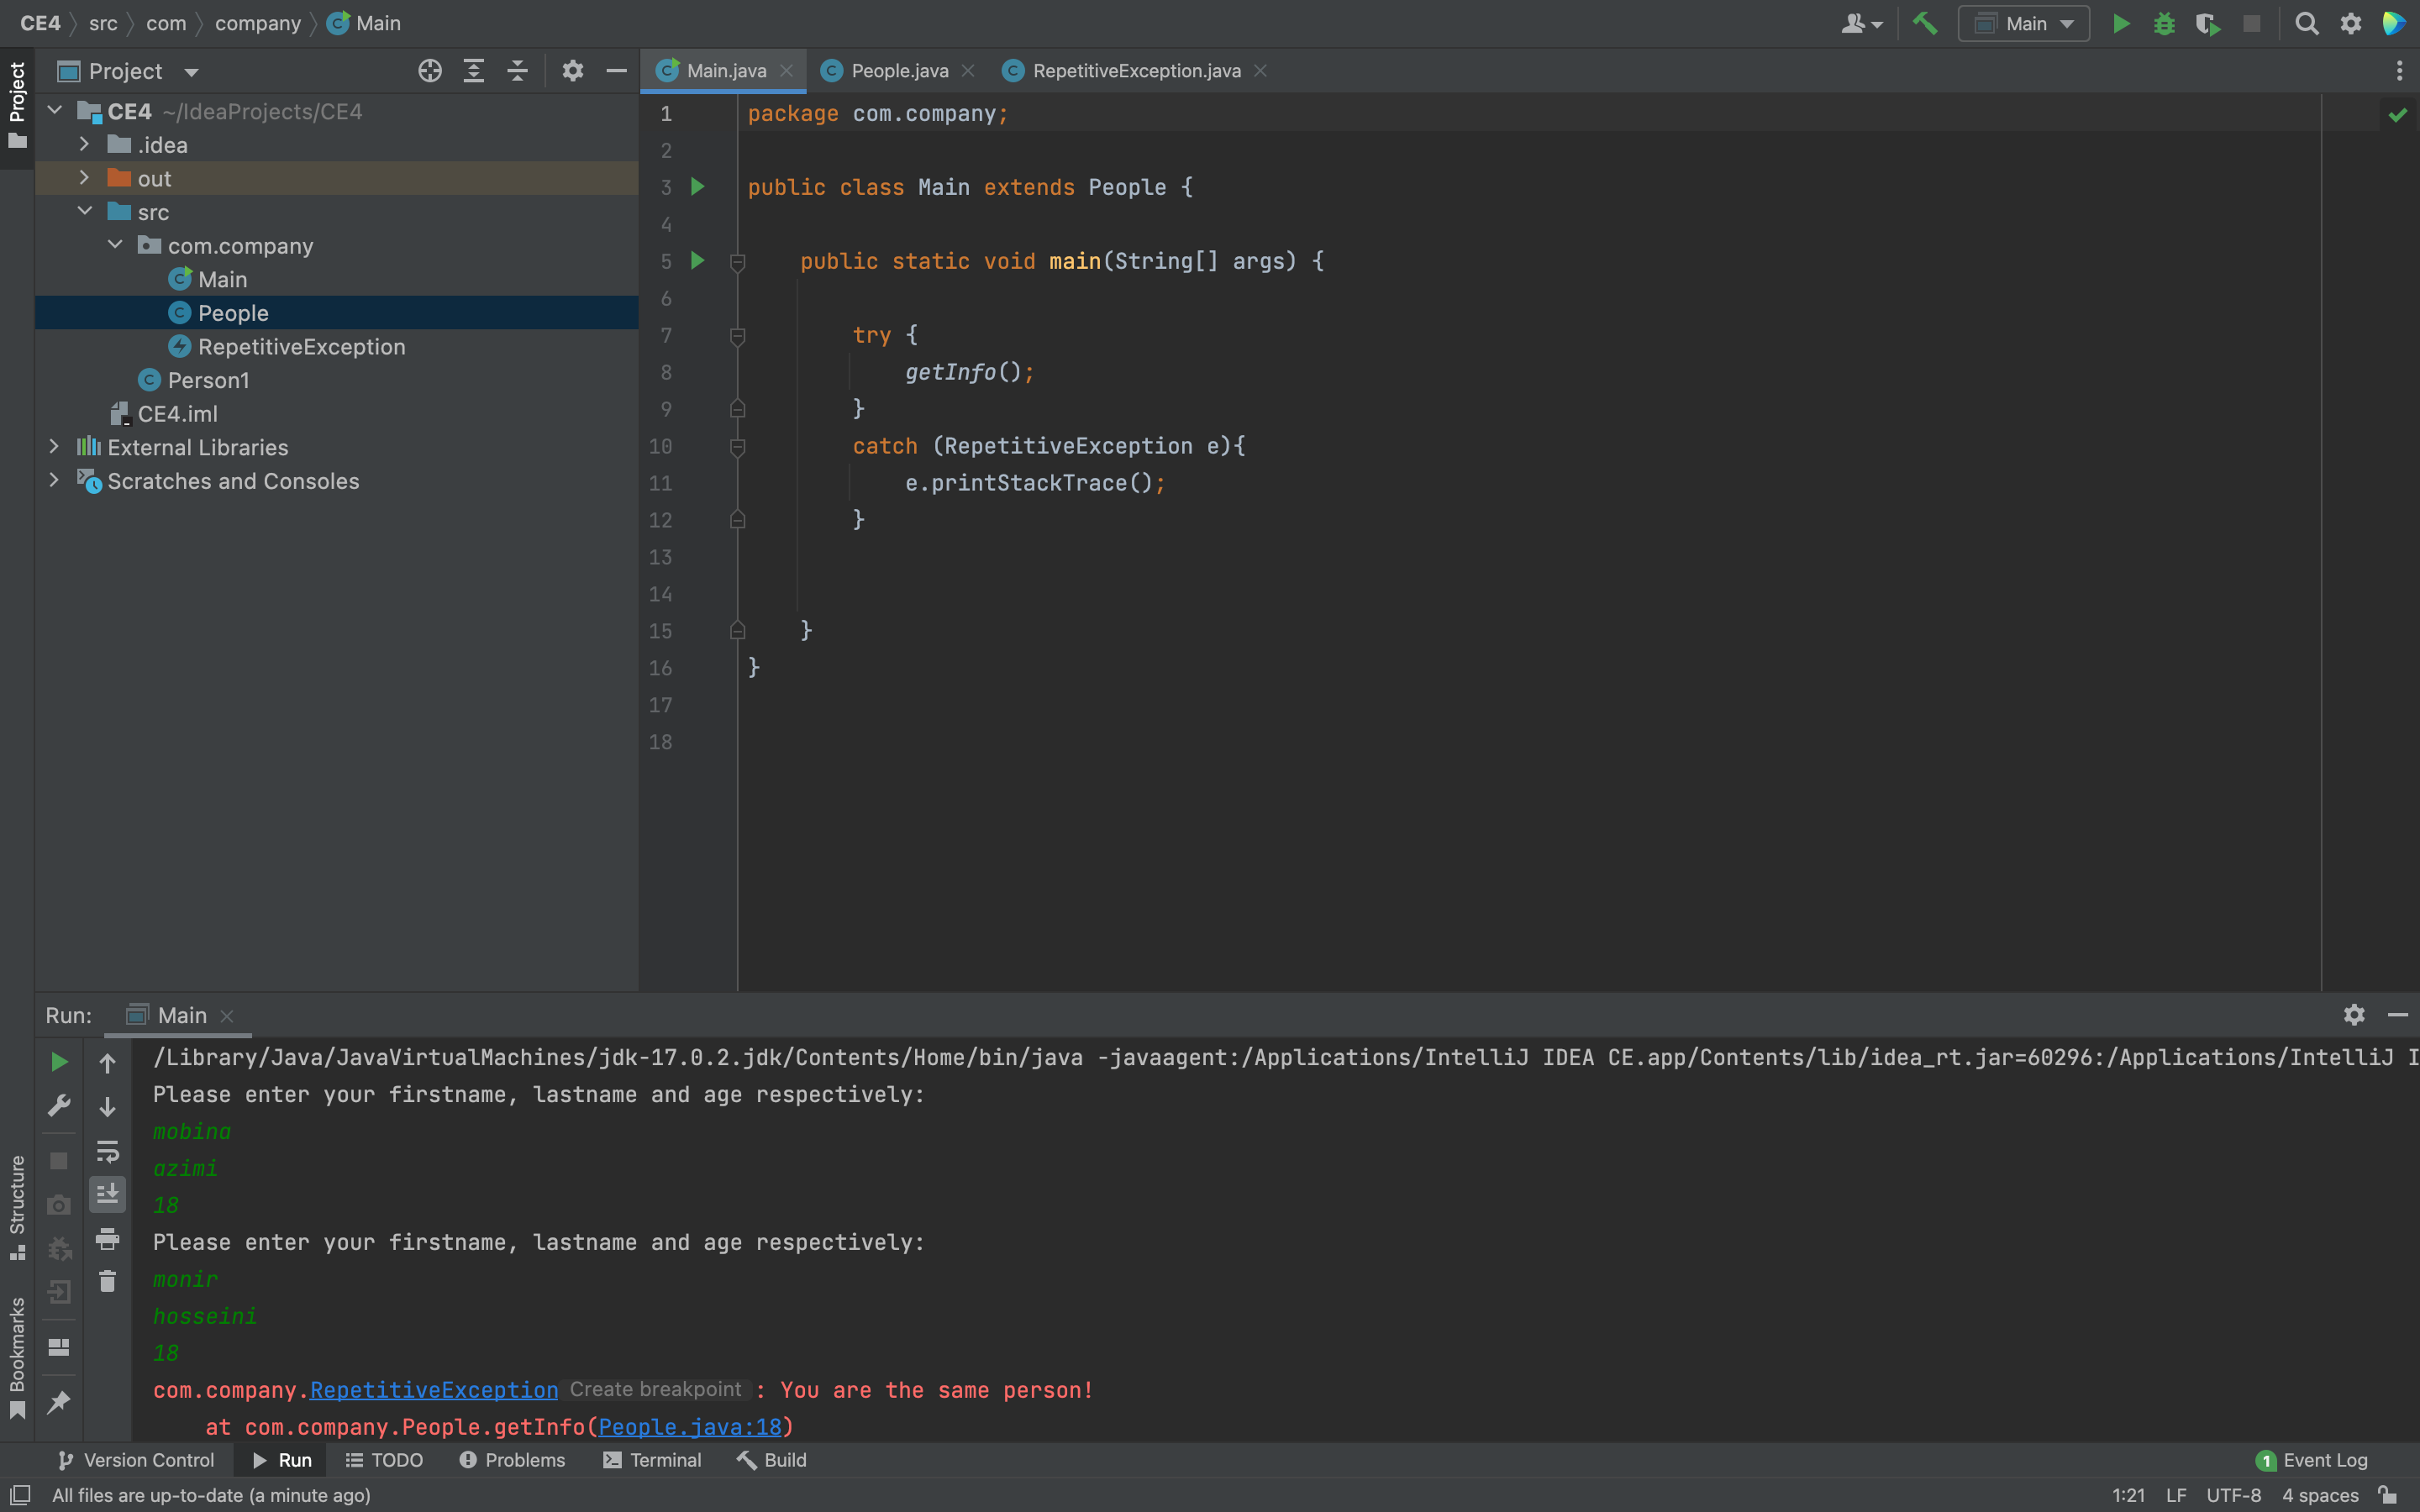 CE4 src com company Main
Main
Project
Project
CE4 ~/IdeaProjects/CE4
.idea
out
src
com.company
Main
People
RepetitiveException
Person1
CE4.iml
External Libraries
Scratches and Consoles
Main.java People.java RepetitiveException.java
1 package com.company;
2
3 public class Main extends People {
4
5 public static void main(String[] args) {
6
7 try {
8 getInfo();
9 }
10 catch (RepetitiveException e){
11 e.printStackTrace();
12 }
13
14
15 }
16 }
17
18
Run: Main
/Library/Java/JavaVirtualMachines/jdk-17.0.2.jdk/Contents/Home/bin/java -javaagent:/Applications/IntelliJ IDEA CE.app/Contents/lib/idea_rt.jar=60296:/Applications/IntelliJ I
Please enter your firstname, lastname and age respectively:
mobina
azimi
18
Please enter your firstname, lastname and age respectively:
monir
hosseini
18
com.company.RepetitiveException Create breakpoint : You are the same person!
at com.company.People.getInfo(People.java:18)
Structure
Bookmarks
Version Control Run TODO Problems Terminal Build 1 Event Log
All files are up-to-date (a minute ago) 1:21 LF UTF-8 4 spaces